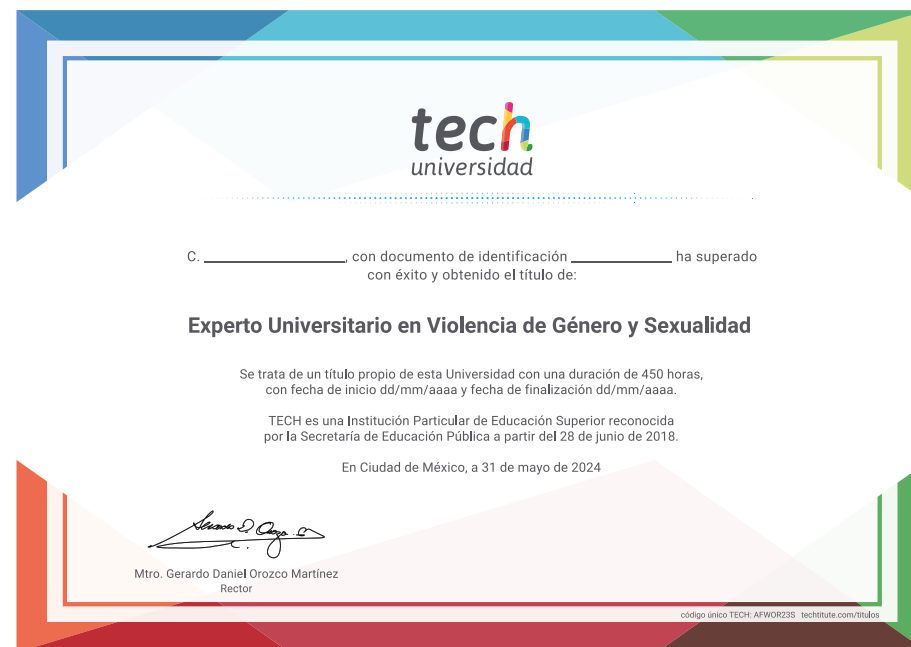 tech
universidad
C. ____________, con documento de identificación ____________ ha superado
con éxito y obtenido el título de:
Experto Universitario en Violencia de Género y Sexualidad
Se trata de un título propio de esta Universidad con una duración de 450 horas,
con fecha de inicio dd/mm/aaaa y fecha de finalización dd/mm/aaaa.
TECH es una Institución Particular de Educación Superior reconocida
por la Secretaría de Educación Pública a partir del 28 de junio de 2018.
En Ciudad de México, a 31 de mayo de 2024
Mtro. Gerardo Daniel Orozco Martínez
Rector
código único TECH: AFWOR23S techtitute.com/titulos